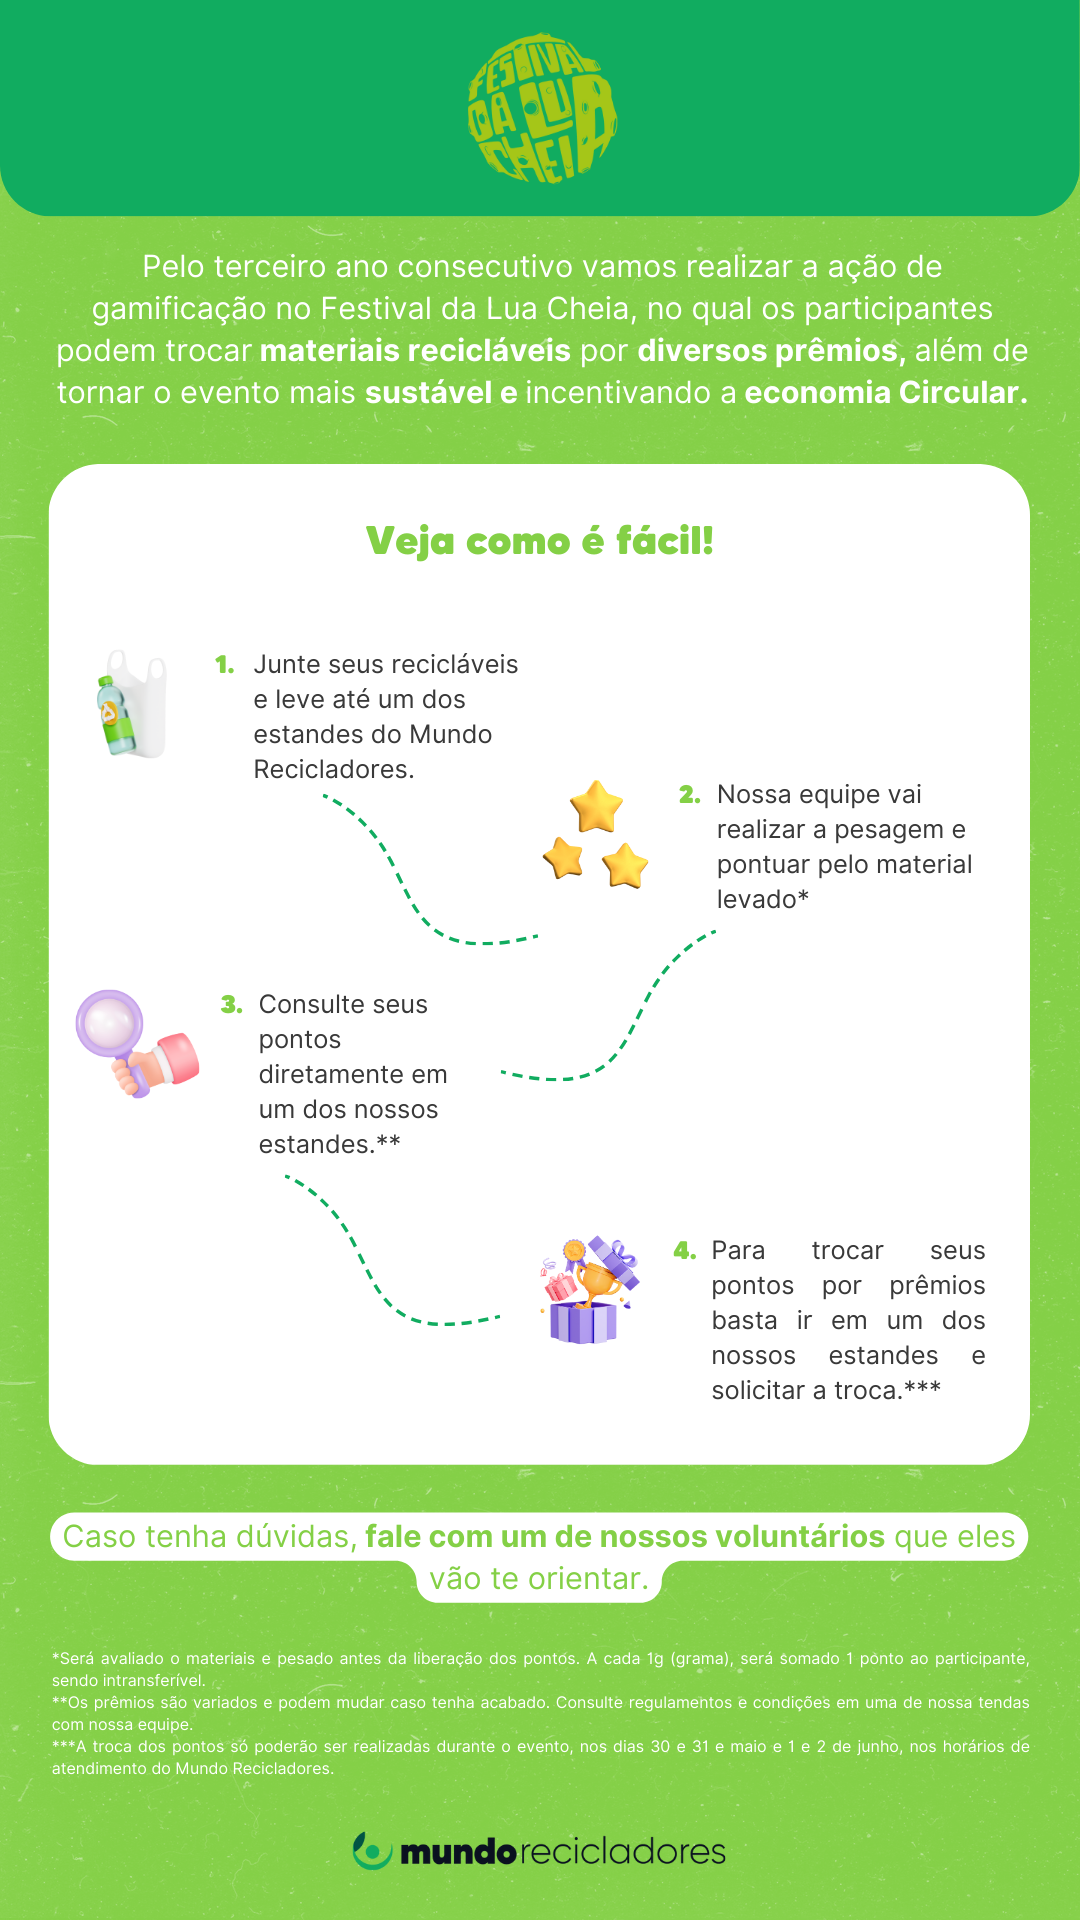 FESTIVAL
DA LUA
CHEIA
Pelo terceiro ano consecutivo vamos realizar a ação de
gamificação no Festival da Lua Cheia, no qual os participantes
podem trocar materiais recicláveis por diversos prêmios, além de
tornar o evento mais sustável e incentivando a economia Circular.
Veja como é fácil!
1. Junte seus recicláveis
e leve até um dos
estandes do Mundo
Recicladores.
2. Nossa equipe vai
realizar a pesagem e
pontuar pelo material
levado*
3. Consulte seus
pontos
diretamente em
um dos nossos
estandes.**
4. Para trocar seus
pontos por prêmios
basta ir em um dos
nossos estandes e
solicitar a troca.***
Caso tenha dúvidas, fale com um de nossos voluntários que eles
vão te orientar.
*Será avaliado o materiais e pesado antes da liberação dos pontos. A cada 1g (grama), será somado 1 ponto ao participante,
sendo intransferível.
**Os prêmios são variados e podem mudar caso tenha acabado. Consulte regulamentos e condições em uma de nossa tendas
com nossa equipe.
***A troca dos pontos só poderão ser realizadas durante o evento, nos dias 30 e 31 e maio e 1 e 2 de junho, nos horários de
atendimento do Mundo Recicladores.
mundorecicladores